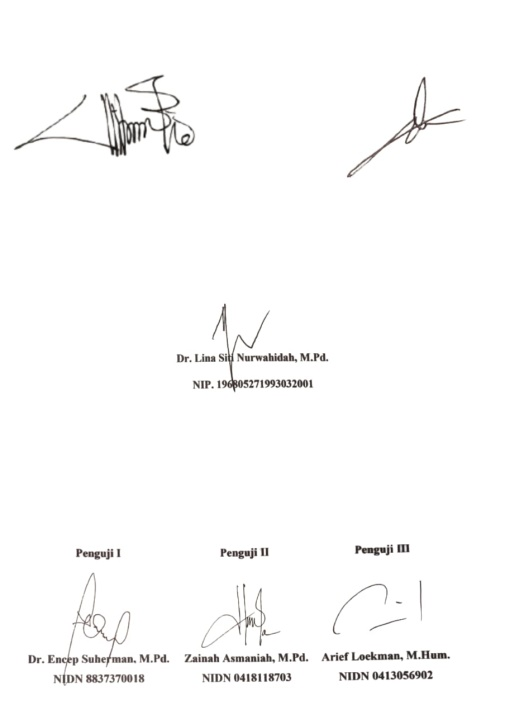 Dr. Lina Siti Nurwahidah, M.Pd.
NIP. 196805271993032001
Penguji I
Penguji II
Penguji III
Dr. Encep Suherman, M.Pd.
Zainah Asmaniah, M.Pd.
Arief Loekman, M.Hum.
NIDN 8837370018
NIDN 0418118703
NIDN 0413056902